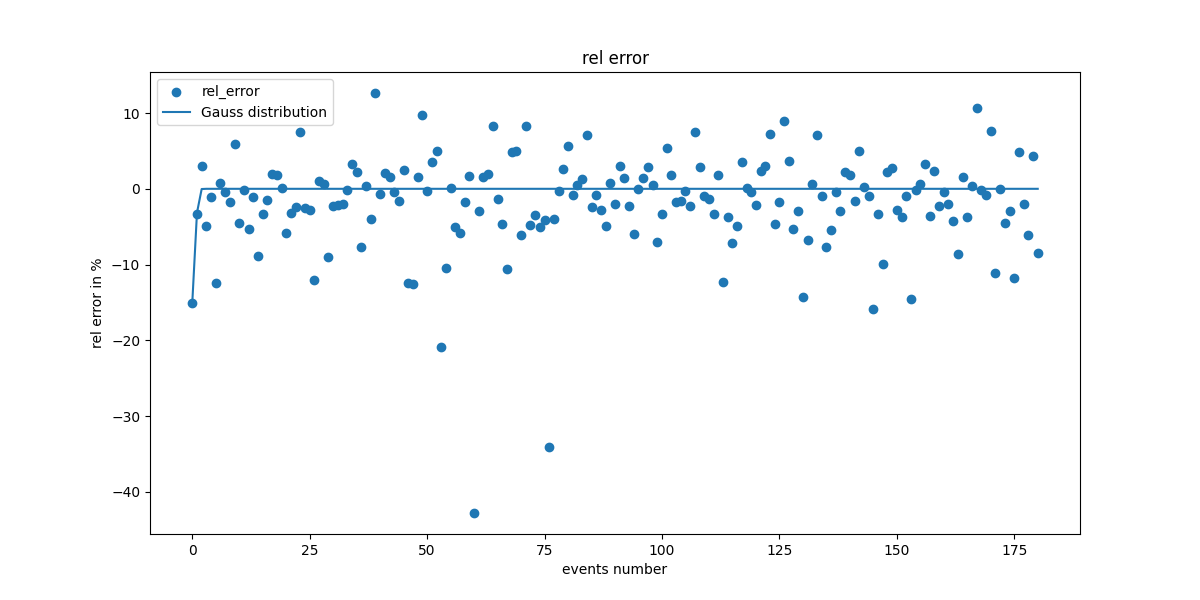 rel error
rel_error
Gauss distribution
10
0
−10
−20
−30
−40
rel error in %
0 25 50 75 100 125 150 175
events number